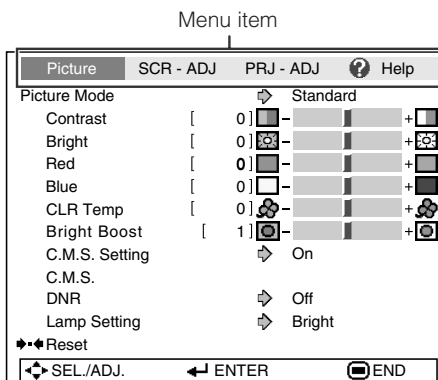 Menu item
Picture SCR - ADJ PRJ - ADJ ? Help
Picture Mode Standard
Contrast [ 0 ] - +
Bright [ 0 ] - +
Red [ 0 ] - +
Blue [ 0 ] - +
CLR Temp [ 0 ] - +
Bright Boost [ 1 ] - +
C.M.S. Setting On
C.M.S.
DNR Off
Lamp Setting Bright
Reset
SEL./ADJ. ENTER END